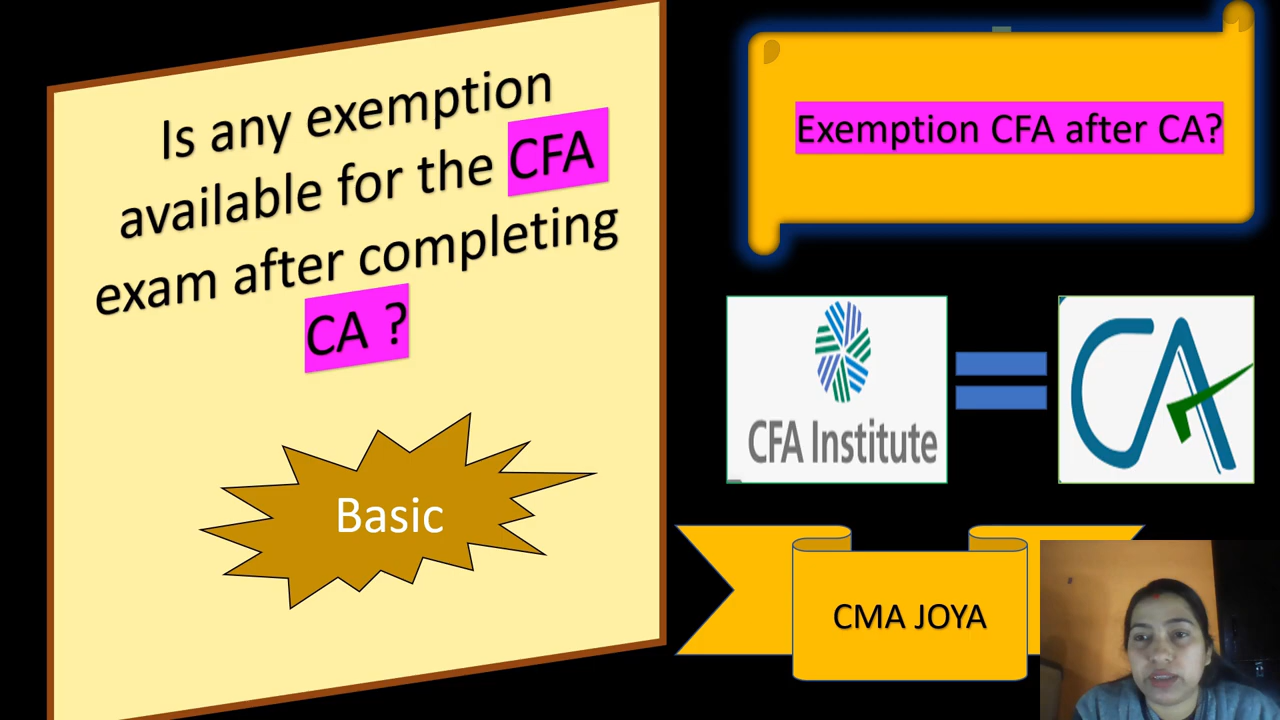 Is any exemption
available for the CFA
exam after completing
CA ?
Basic
Exemption CFA after CA?
CFA Institute
CA
CMA JOYA